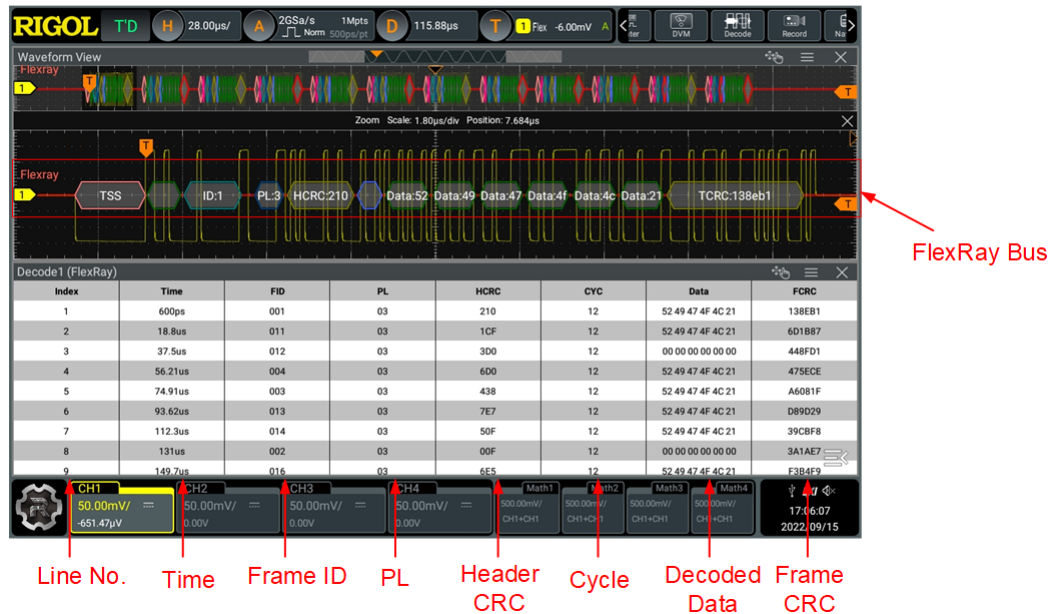 RIGOL T'D H 28.00μs/ A 2GSa/s 1Mpts Norm 500ps/pt D 115.88μs T 1 Flex -6.00mV A DVM Decode Record
Waveform View
Flexray
T
1
T
Zoom Scale: 1.80μs/div Position: 7.684μs
T
Flexray
1 TSS ID:1 PL:3 HCRC:210 Data:52 Data:49 Data:47 Data:4f Data:4c Data:21 TCRC:138eb1
T
FlexRay Bus
Decode1 (FlexRay)
Index Time FID PL HCRC CYC Data FCRC
1 600ps 001 03 210 12 52 49 47 4F 4C 21 138EB1
2 18.8us 011 03 1CF 12 52 49 47 4F 4C 21 6D1B87
3 37.5us 012 03 3D0 12 00 00 00 00 00 00 448FD1
4 56.21us 004 03 6D0 12 52 49 47 4F 4C 21 475ECE
5 74.91us 003 03 438 12 52 49 47 4F 4C 21 A6081F
6 93.62us 013 03 7E7 12 52 49 47 4F 4C 21 D89D29
7 112.3us 014 03 50F 12 52 49 47 4F 4C 21 39CBF8
8 131us 002 03 00F 12 00 00 00 00 00 00 3A1AE7
9 149.7us 016 03 6E5 12 52 49 47 4F 4C 21 F3B4F9
CH1 CH2 CH3 CH4 Math1 Math2 Math3 Math4
50.00mV/ 50.00mV/ 50.00mV/ 50.00mV/ 500.00mV/ 500.00mV/ 500.00mV/ 500.00mV/
-651.47μV 0.00V 0.00V 0.00V CH1+CH1 CH1+CH1 CH1+CH1 CH1+CH1
17:06:07
2022/09/15
Line No. Time Frame ID PL Header CRC Cycle Decoded Data Frame CRC